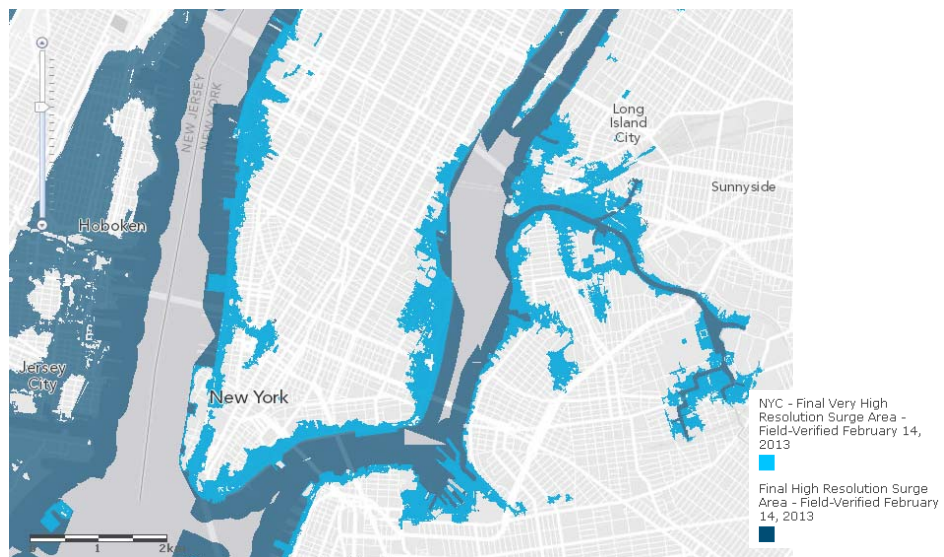 NEW JERSEY
NEW YORK
Long
Island
City
Sunnyside
Hoboken
Jersey
City
New York
NYC - Final Very High
Resolution Surge Area -
Field-Verified February 14,
2013
Final High Resolution Surge
Area - Field-Verified February
14, 2013
0 1 2km